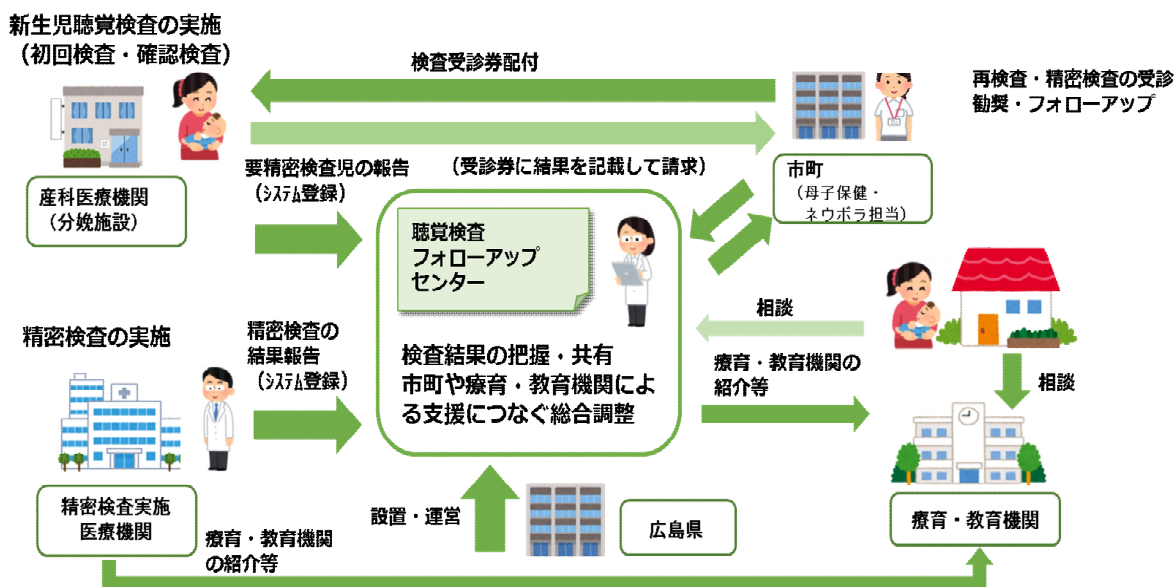 新生児聴覚検査の実施
（初回検査・確認検査）
検査受診券配付
再検査・精密検査の受診
勧奨・フォローアップ
産科医療機関
（分娩施設）
要精密検査児の報告
（ｼｽﾃﾑ登録）
（受診券に結果を記載して請求）
市町
（母子保健・
ネウボラ担当）
聴覚検査
フォローアップ
センター
検査結果の把握・共有
市町や療育・教育機関によ
る支援につなぐ総合調整
精密検査の実施
精密検査の
結果報告
（ｼｽﾃﾑ登録）
相談
療育・教育機関の
紹介等
相談
精密検査実施
医療機関
療育・教育機関
の紹介等
設置・運営
広島県
療育・教育機関